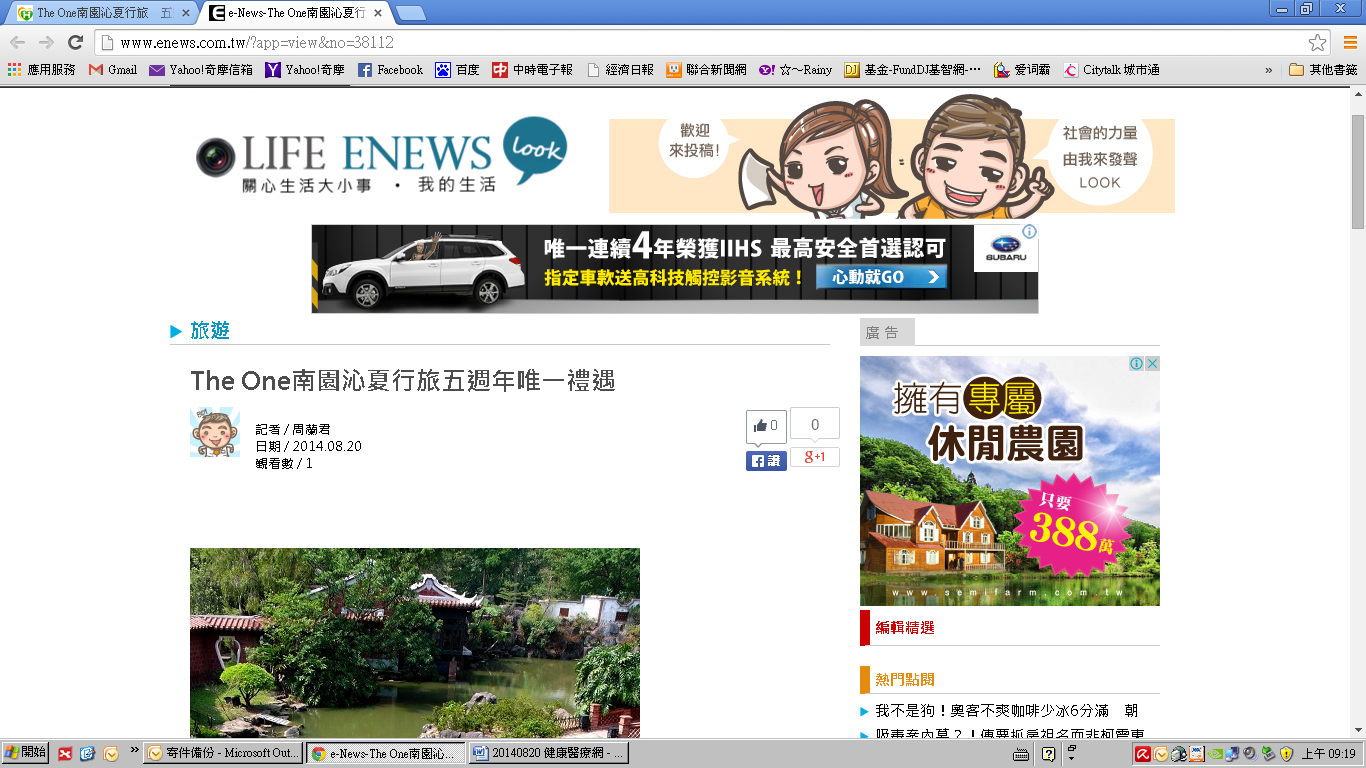 The One南園沁夏行旅 五
e-News-The One南園沁夏行
www.enews.com.tw/?app=view&no=38112
應用服務 Gmail Yahoo!奇摩信箱 Yahoo!奇摩 Facebook 百度 中時電子報 經濟日報 聯合新聞網 ☆~Rainy 基金-FundDJ基智網-… 爱词霸 Citytalk 城市通 » 其他書籤
LIFE ENEWS look
關心生活大小事 · 我的生活
歡迎
來投稿!
社會的力量
由我來發聲
LOOK
唯一連續4年榮獲IIHS 最高安全首選認可
指定車款送高科技觸控影音系統!
心動就GO
SUBARU
旅遊
The One南園沁夏行旅五週年唯一禮遇
記者 / 周蘭君
日期 / 2014.08.20
觀看數 / 1
0
0
讚
g+1
廣告
擁有專屬
休閒農園
只要
388萬
www.semifarm.com.tw
編輯精選
熱門點閱
我不是狗！奧客不爽咖啡少冰6分滿 朝
開始
» 寄件備份 - Microsoft Out...
e-News-The One南園沁...
20140820 健康醫療網 - ...
上午 09:19